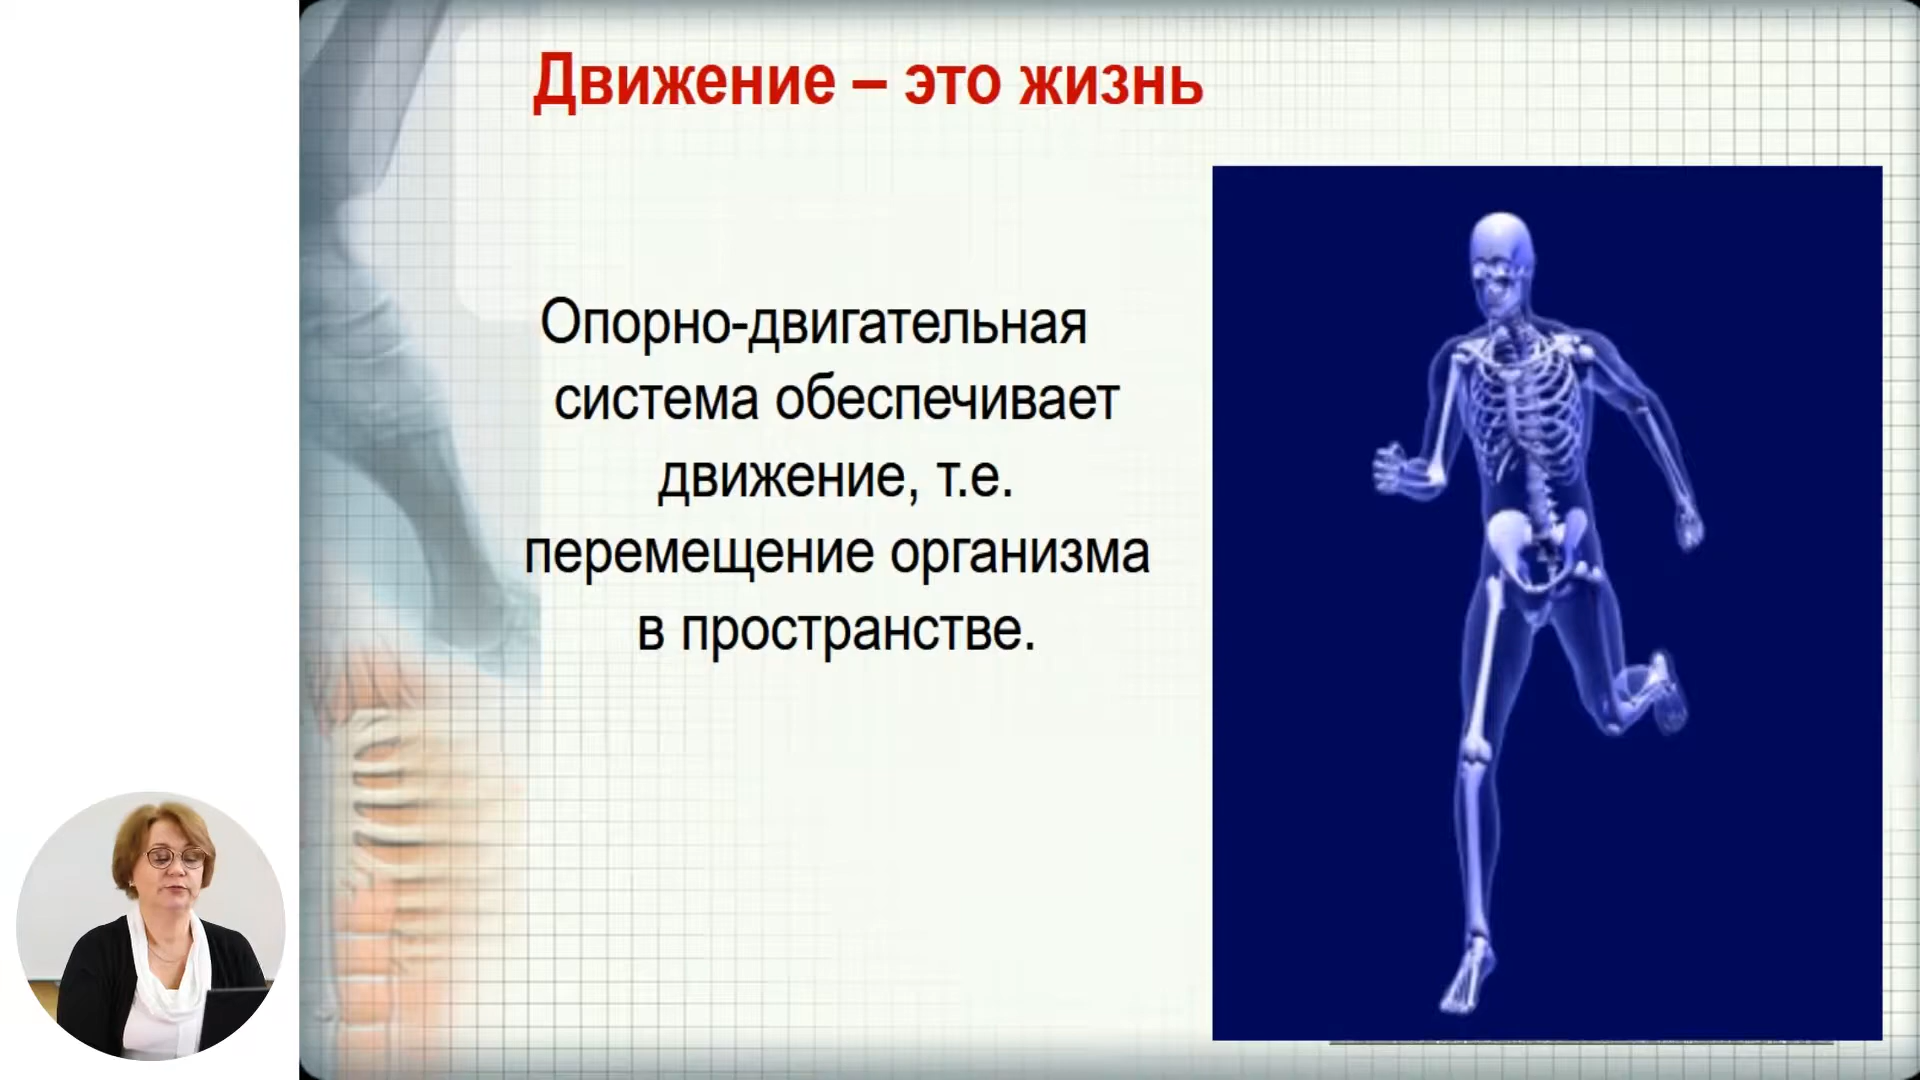 Движение – это жизнь
Опорно-двигательная
система обеспечивает
движение, т.е.
перемещение организма
в пространстве.